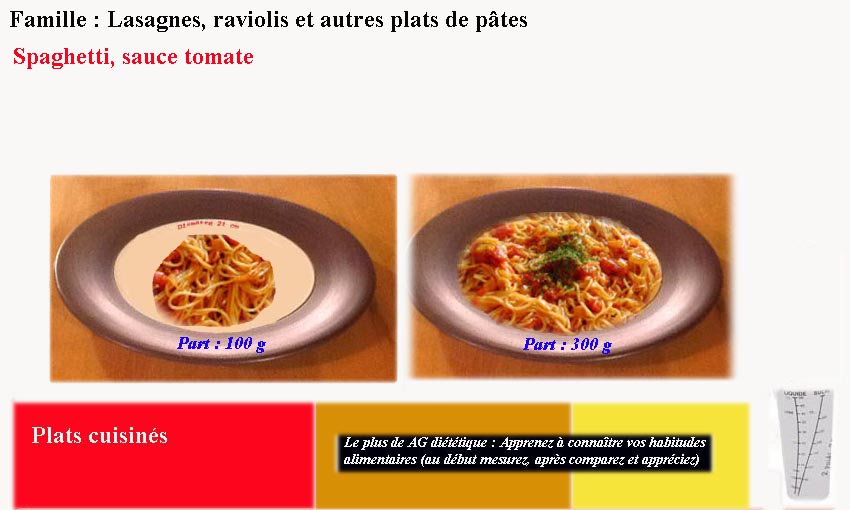 Famille : Lasagnes, raviolis et autres plats de pâtes
Spaghetti, sauce tomate
Diamètre 21 cm
Part : 100 g
Part : 300 g
Plats cuisinés
Le plus de AG diététique : Apprenez à connaître vos habitudes
alimentaires (au début mesurez, après comparez et appréciez)
LIQUIDE